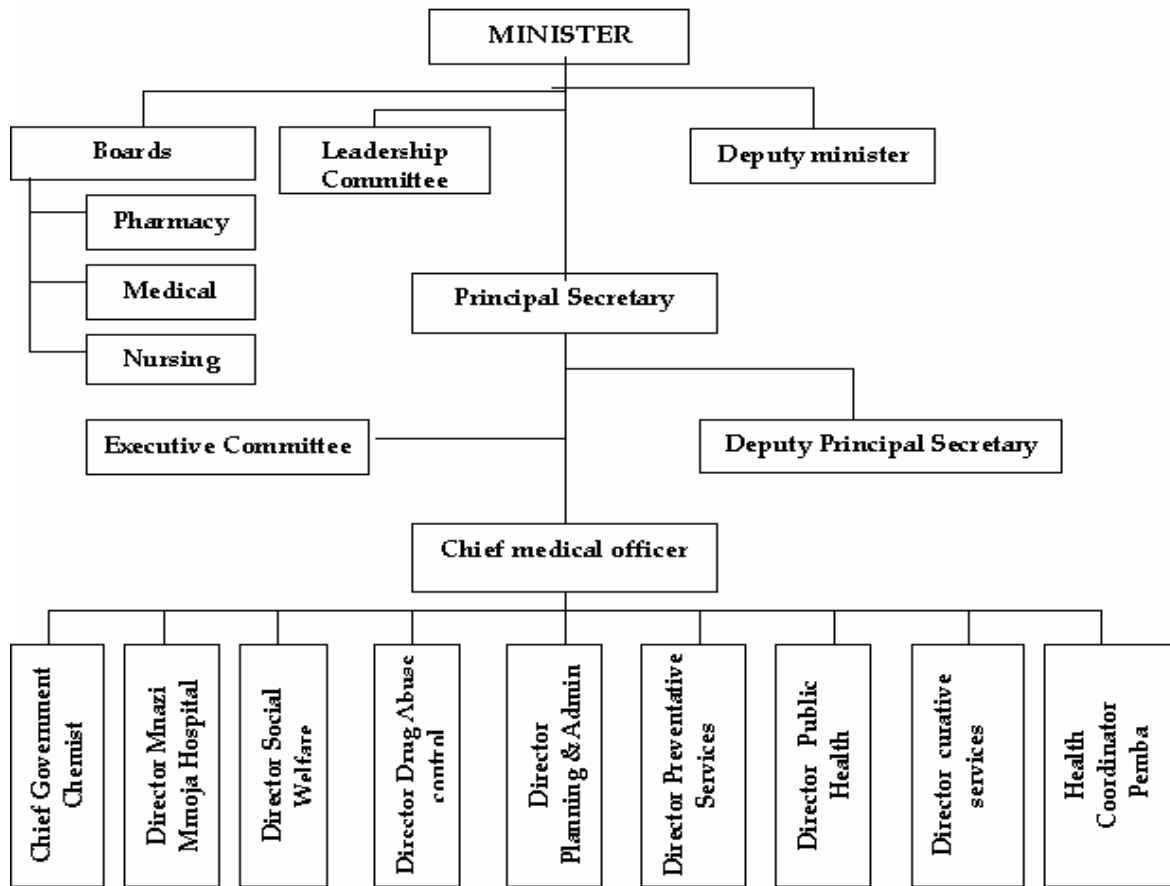 MINISTER
Boards
Leadership
Committee
Deputy minister
Pharmacy
Medical
Nursing
Principal Secretary
Executive Committee
Deputy Principal Secretary
Chief medical officer
Chief Government
Chemist
Director Mnazi
Mmoja Hospital
Director Social
Welfare
Director Drug Abuse
control
Director
Planning & Admin
Director Preventative
Services
Director Public
Health
Director curative
services
Health
Coordinator
Pemba